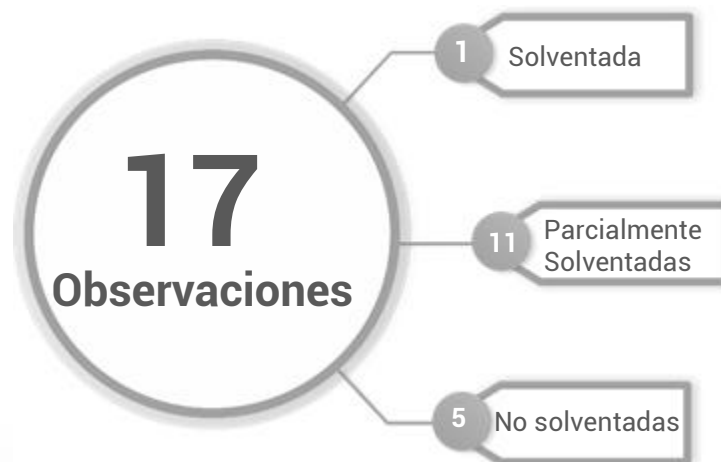 17
Observaciones
1
Solventada
11
Parcialmente
Solventadas
5
No solventadas